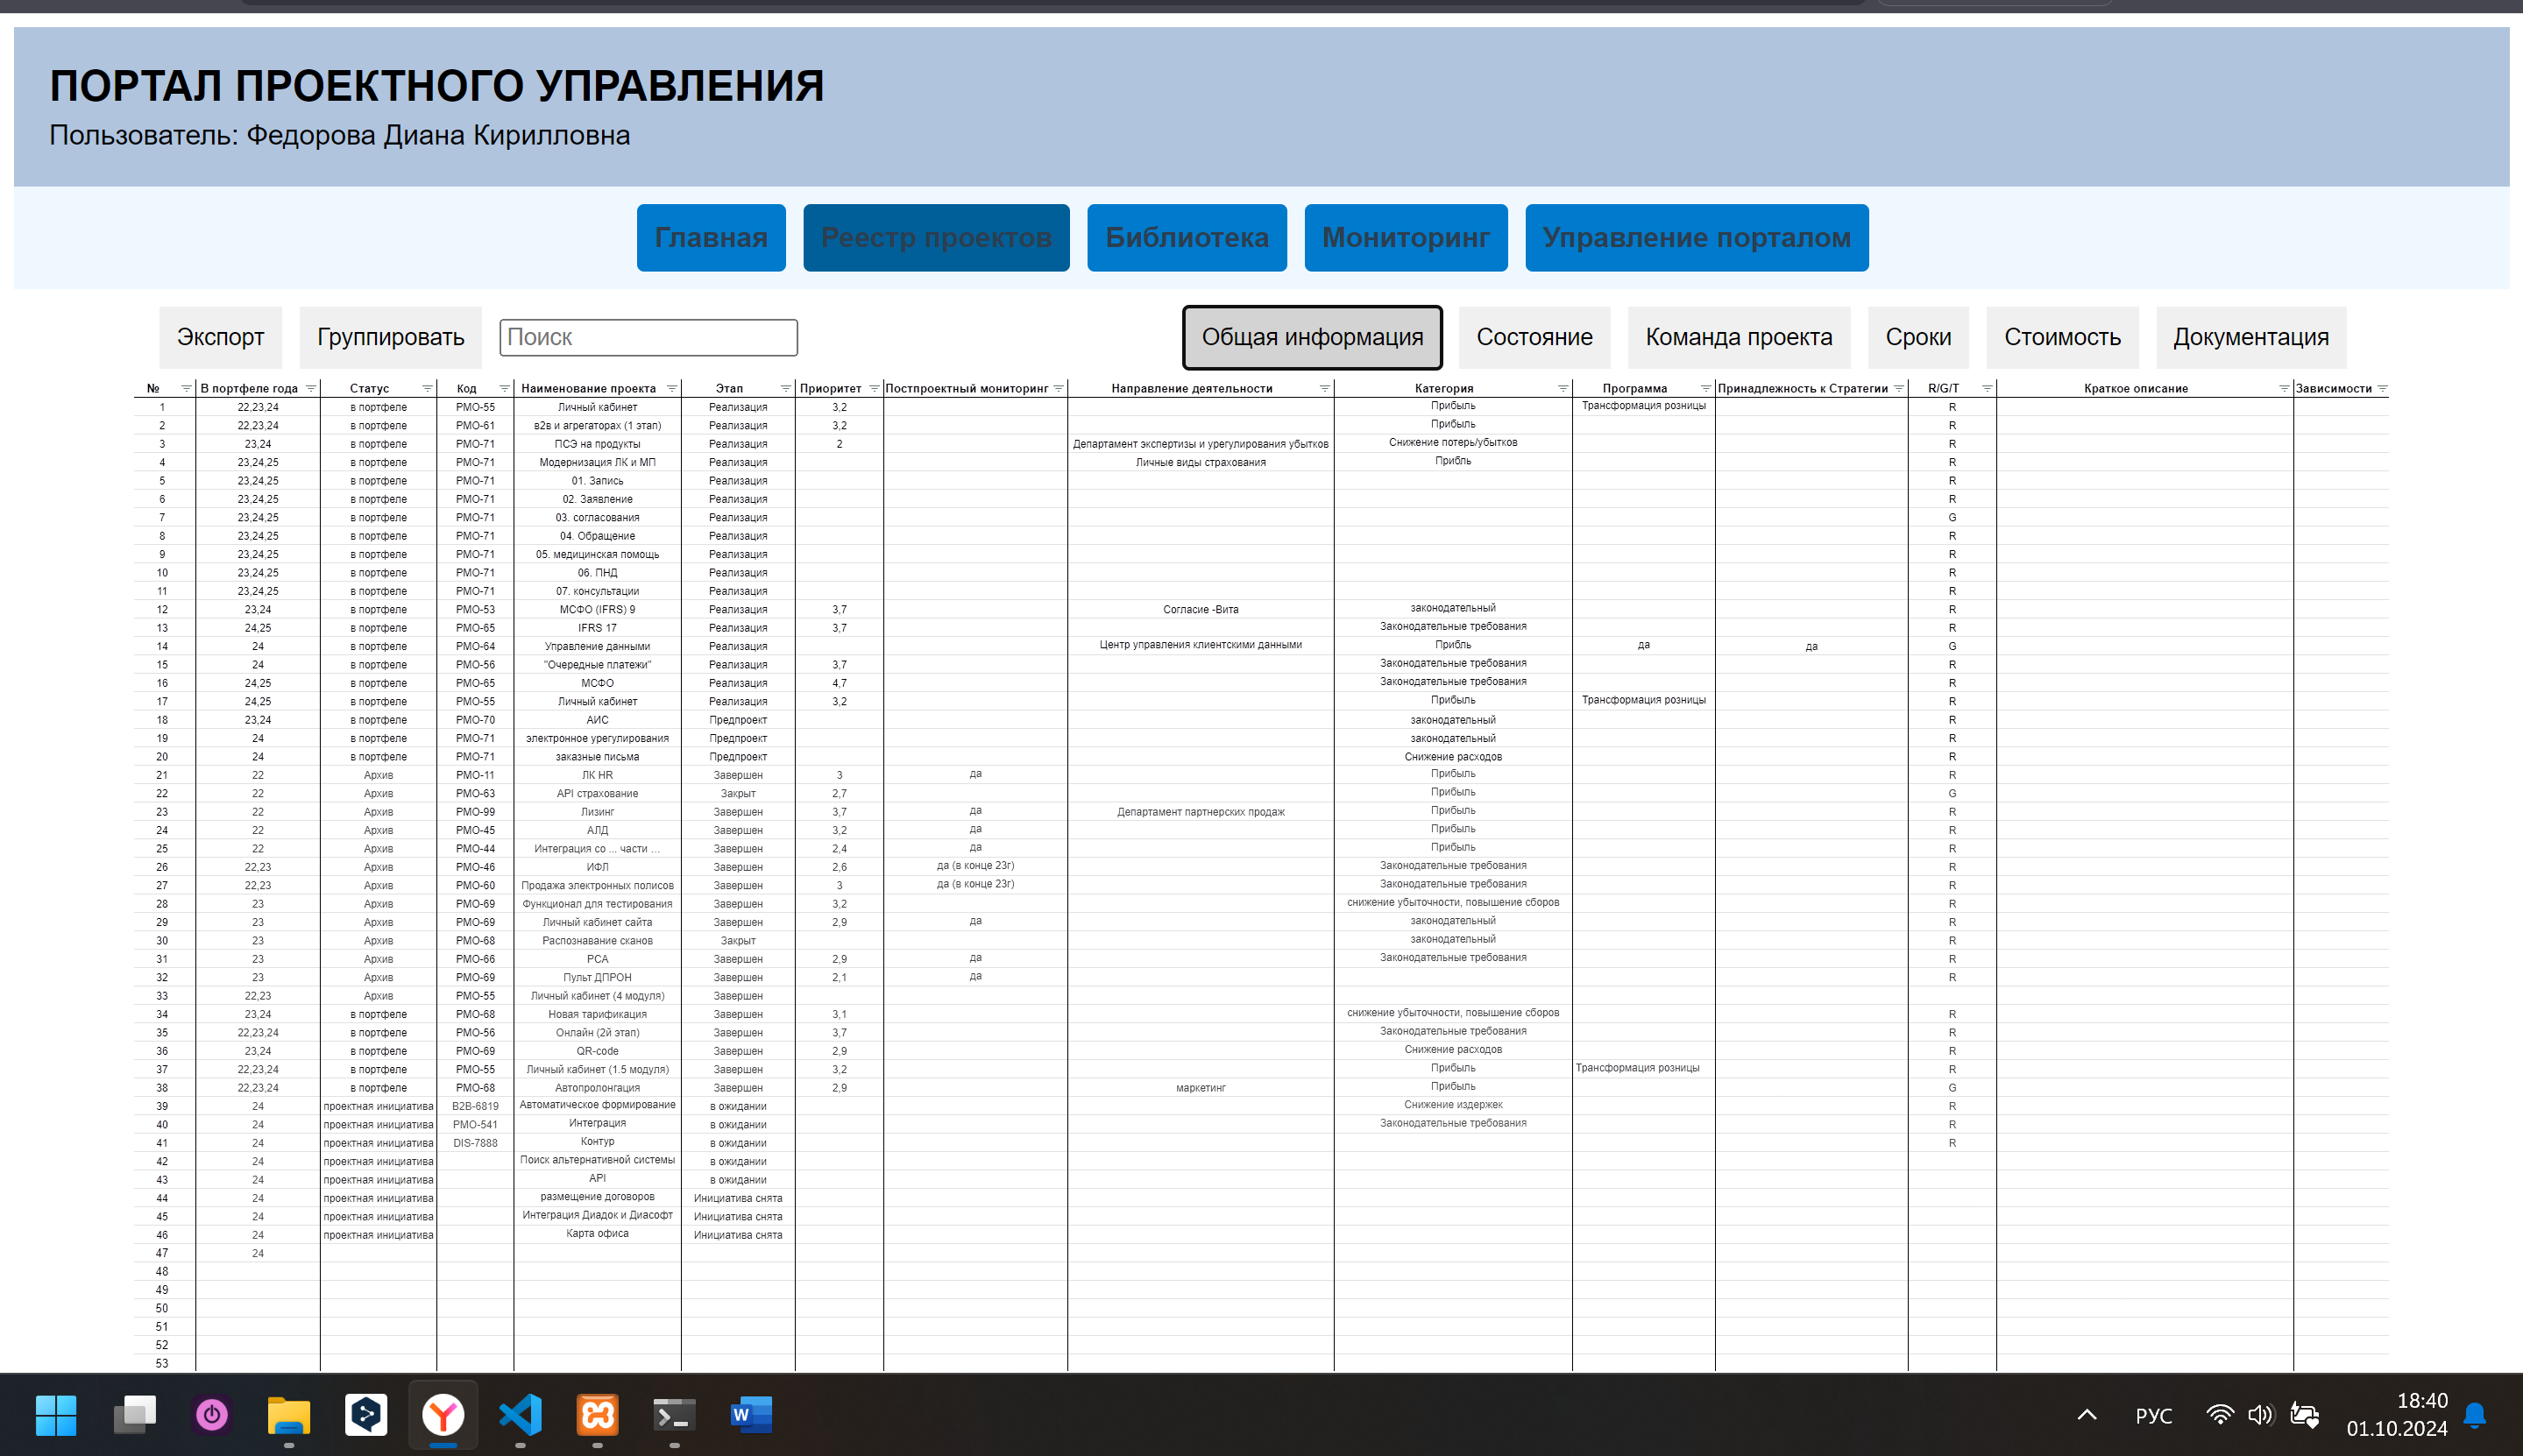 ПОРТАЛ ПРОЕКТНОГО УПРАВЛЕНИЯ
Пользователь: Федорова Диана Кирилловна
Главная Реестр проектов Библиотека Мониторинг Управление порталом
Экспорт Группировать Поиск Общая информация Состояние Команда проекта Сроки Стоимость Документация
№ В портфеле года Статус Код Наименование проекта Этап Приоритет Постпроектный мониторинг Направление деятельности Категория Программа Принадлежность к Стратегии R/G/T Краткое описание Зависимости
1 22,23,24 в портфеле PMO-55 Личный кабинет Реализация 3,2 Прибыль Трансформация розницы R
2 22,23,24 в портфеле PMO-61 в2в и агрегаторах (1 этап) Реализация 3,2 Прибыль R
3 23,24 в портфеле PMO-71 ПСЭ на продукты Реализация 2 Департамент экспертизы и урегулирования убытков Снижение потерь/убытков R
4 23,24,25 в портфеле PMO-71 Модернизация ЛК и МП Реализация Личные виды страхования Прибль R
5 23,24,25 в портфеле PMO-71 01. Запись Реализация R
6 23,24,25 в портфеле PMO-71 02. Заявление Реализация R
7 23,24,25 в портфеле PMO-71 03. согласования Реализация G
8 23,24,25 в портфеле PMO-71 04. Обращение Реализация R
9 23,24,25 в портфеле PMO-71 05. медицинская помощь Реализация R
10 23,24,25 в портфеле PMO-71 06. ПНД Реализация R
11 23,24,25 в портфеле PMO-71 07. консультации Реализация R
12 23,24 в портфеле PMO-53 МСФО (IFRS) 9 Реализация 3,7 Согласие -Вита законодательный R
13 24,25 в портфеле PMO-65 IFRS 17 Реализация 3,7 Законодательные требования R
14 24 в портфеле PMO-64 Управление данными Реализация Центр управления клиентскими данными Прибль да да G
15 24 в портфеле PMO-56 "Очередные платежи" Реализация 3,7 Законодательные требования R
16 24,25 в портфеле PMO-65 МСФО Реализация 4,7 Законодательные требования R
17 24,25 в портфеле PMO-55 Личный кабинет Реализация 3,2 Прибыль Трансформация розницы R
18 23,24 в портфеле PMO-70 АИС Предпроект законодательный R
19 24 в портфеле PMO-71 электронное урегулирования Предпроект законодательный R
20 24 в портфеле PMO-71 заказные письма Предпроект Снижение расходов R
21 22 Архив PMO-11 ЛК HR Завершен 3 да Прибыль R
22 22 Архив PMO-63 API страхование Закрыт 2,7 Прибыль G
23 22 Архив PMO-99 Лизинг Завершен 3,7 да Департамент партнерских продаж Прибыль R
24 22 Архив PMO-45 АЛД Завершен 3,2 да Прибыль R
25 22 Архив PMO-44 Интеграция со ... части ... Завершен 2,4 да Прибыль R
26 22,23 Архив PMO-46 ИФЛ Завершен 2,6 да (в конце 23г) Законодательные требования R
27 22,23 Архив PMO-60 Продажа электронных полисов Завершен 3 да (в конце 23г) Законодательные требования R
28 23 Архив PMO-69 Функционал для тестирования Завершен 3,2 снижение убыточности, повышение сборов R
29 23 Архив PMO-69 Личный кабинет сайта Завершен 2,9 да законодательный R
30 23 Архив PMO-68 Распознавание сканов Закрыт законодательный R
31 23 Архив PMO-66 РСА Завершен 2,9 да Законодательные требования R
32 23 Архив PMO-69 Пульт ДПРОН Завершен 2,1 да R
33 22,23 Архив PMO-55 Личный кабинет (4 модуля) Завершен
34 23,24 в портфеле PMO-68 Новая тарификация Завершен 3,1 снижение убыточности, повышение сборов R
35 22,23,24 в портфеле PMO-56 Онлайн (2й этап) Завершен 3,7 Законодательные требования R
36 23,24 в портфеле PMO-69 QR-code Завершен 2,9 Снижение расходов R
37 22,23,24 в портфеле PMO-55 Личный кабинет (1.5 модуля) Завершен 3,2 Прибыль Трансформация розницы R
38 22,23,24 в портфеле PMO-68 Автопролонгация Завершен 2,9 маркетинг Прибыль G
39 24 проектная инициатива B2B-6819 Автоматическое формирование в ожидании Снижение издержек R
40 24 проектная инициатива PMO-541 Интеграция в ожидании Законодательные требования R
41 24 проектная инициатива DIS-7888 Контур в ожидании R
42 24 проектная инициатива Поиск альтернативной системы в ожидании
43 24 проектная инициатива API в ожидании
44 24 проектная инициатива размещение договоров Инициатива снята
45 24 проектная инициатива Интеграция Диадок и Диасофт Инициатива снята
46 24 проектная инициатива Карта офиса Инициатива снята
47 24
48
49
50
51
52
53
W РУС 18:40
01.10.2024